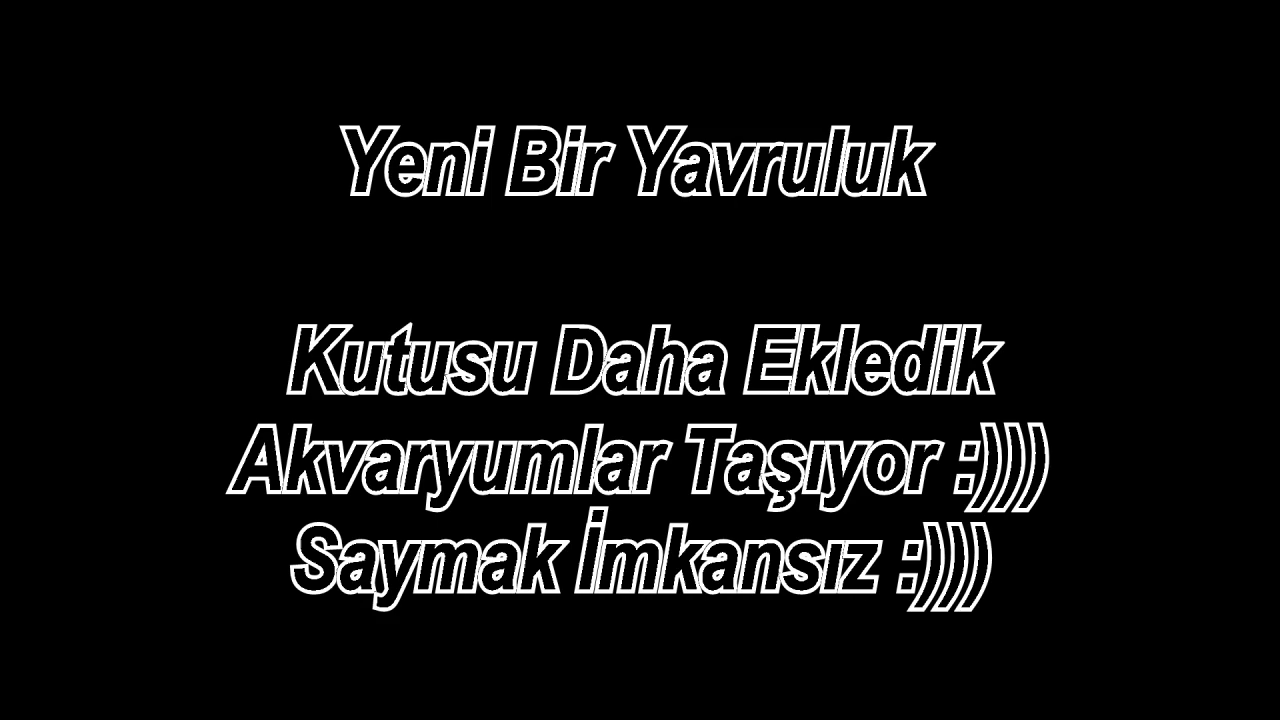 Yeni Bir Yavruluk
Kutusu Daha Ekledik
Akvaryumlar Taşıyor :))))
Saymak İmkansız :))))